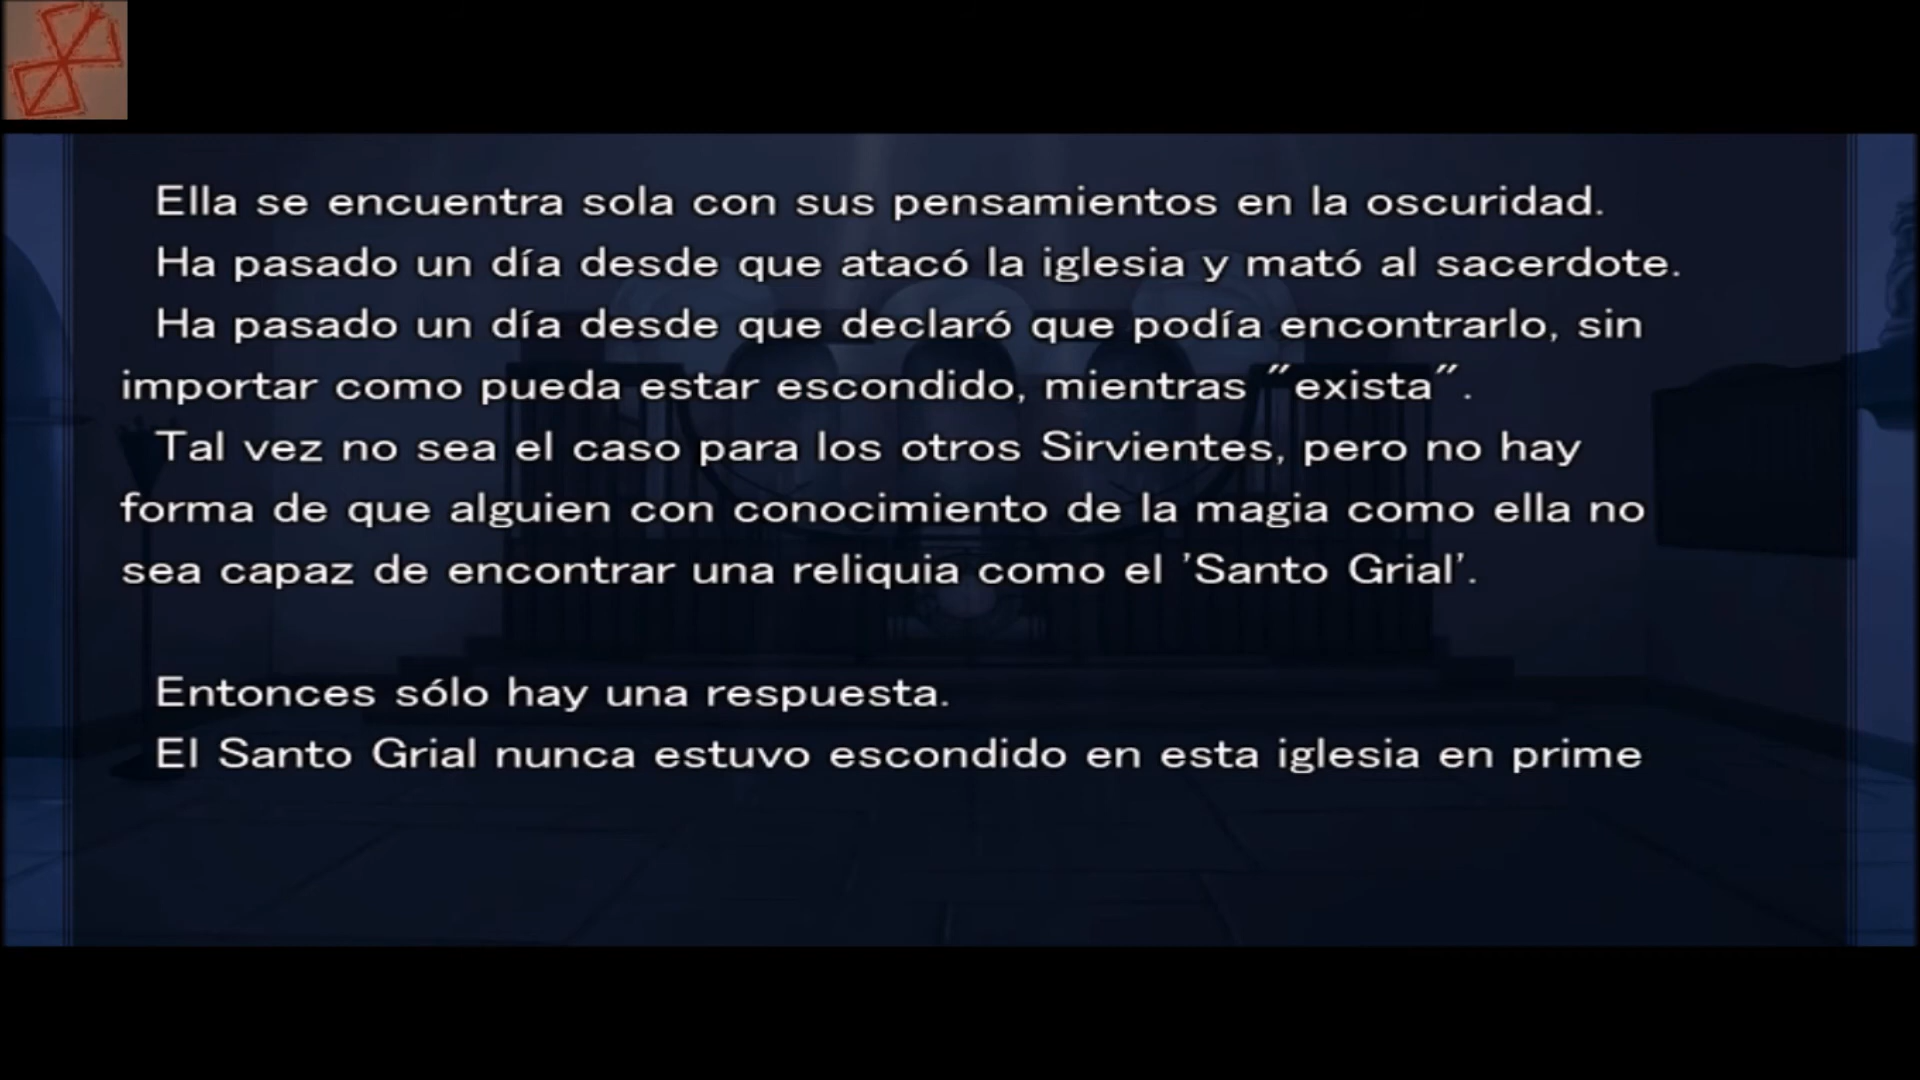 Ella se encuentra sola con sus pensamientos en la oscuridad.
Ha pasado un día desde que atacó la iglesia y mató al sacerdote.
Ha pasado un día desde que declaró que podía encontrarlo, sin
importar como pueda estar escondido, mientras "exista".
Tal vez no sea el caso para los otros Sirvientes, pero no hay
forma de que alguien con conocimiento de la magia como ella no
sea capaz de encontrar una reliquia como el 'Santo Grial'.
Entonces sólo hay una respuesta.
El Santo Grial nunca estuvo escondido en esta iglesia en prime